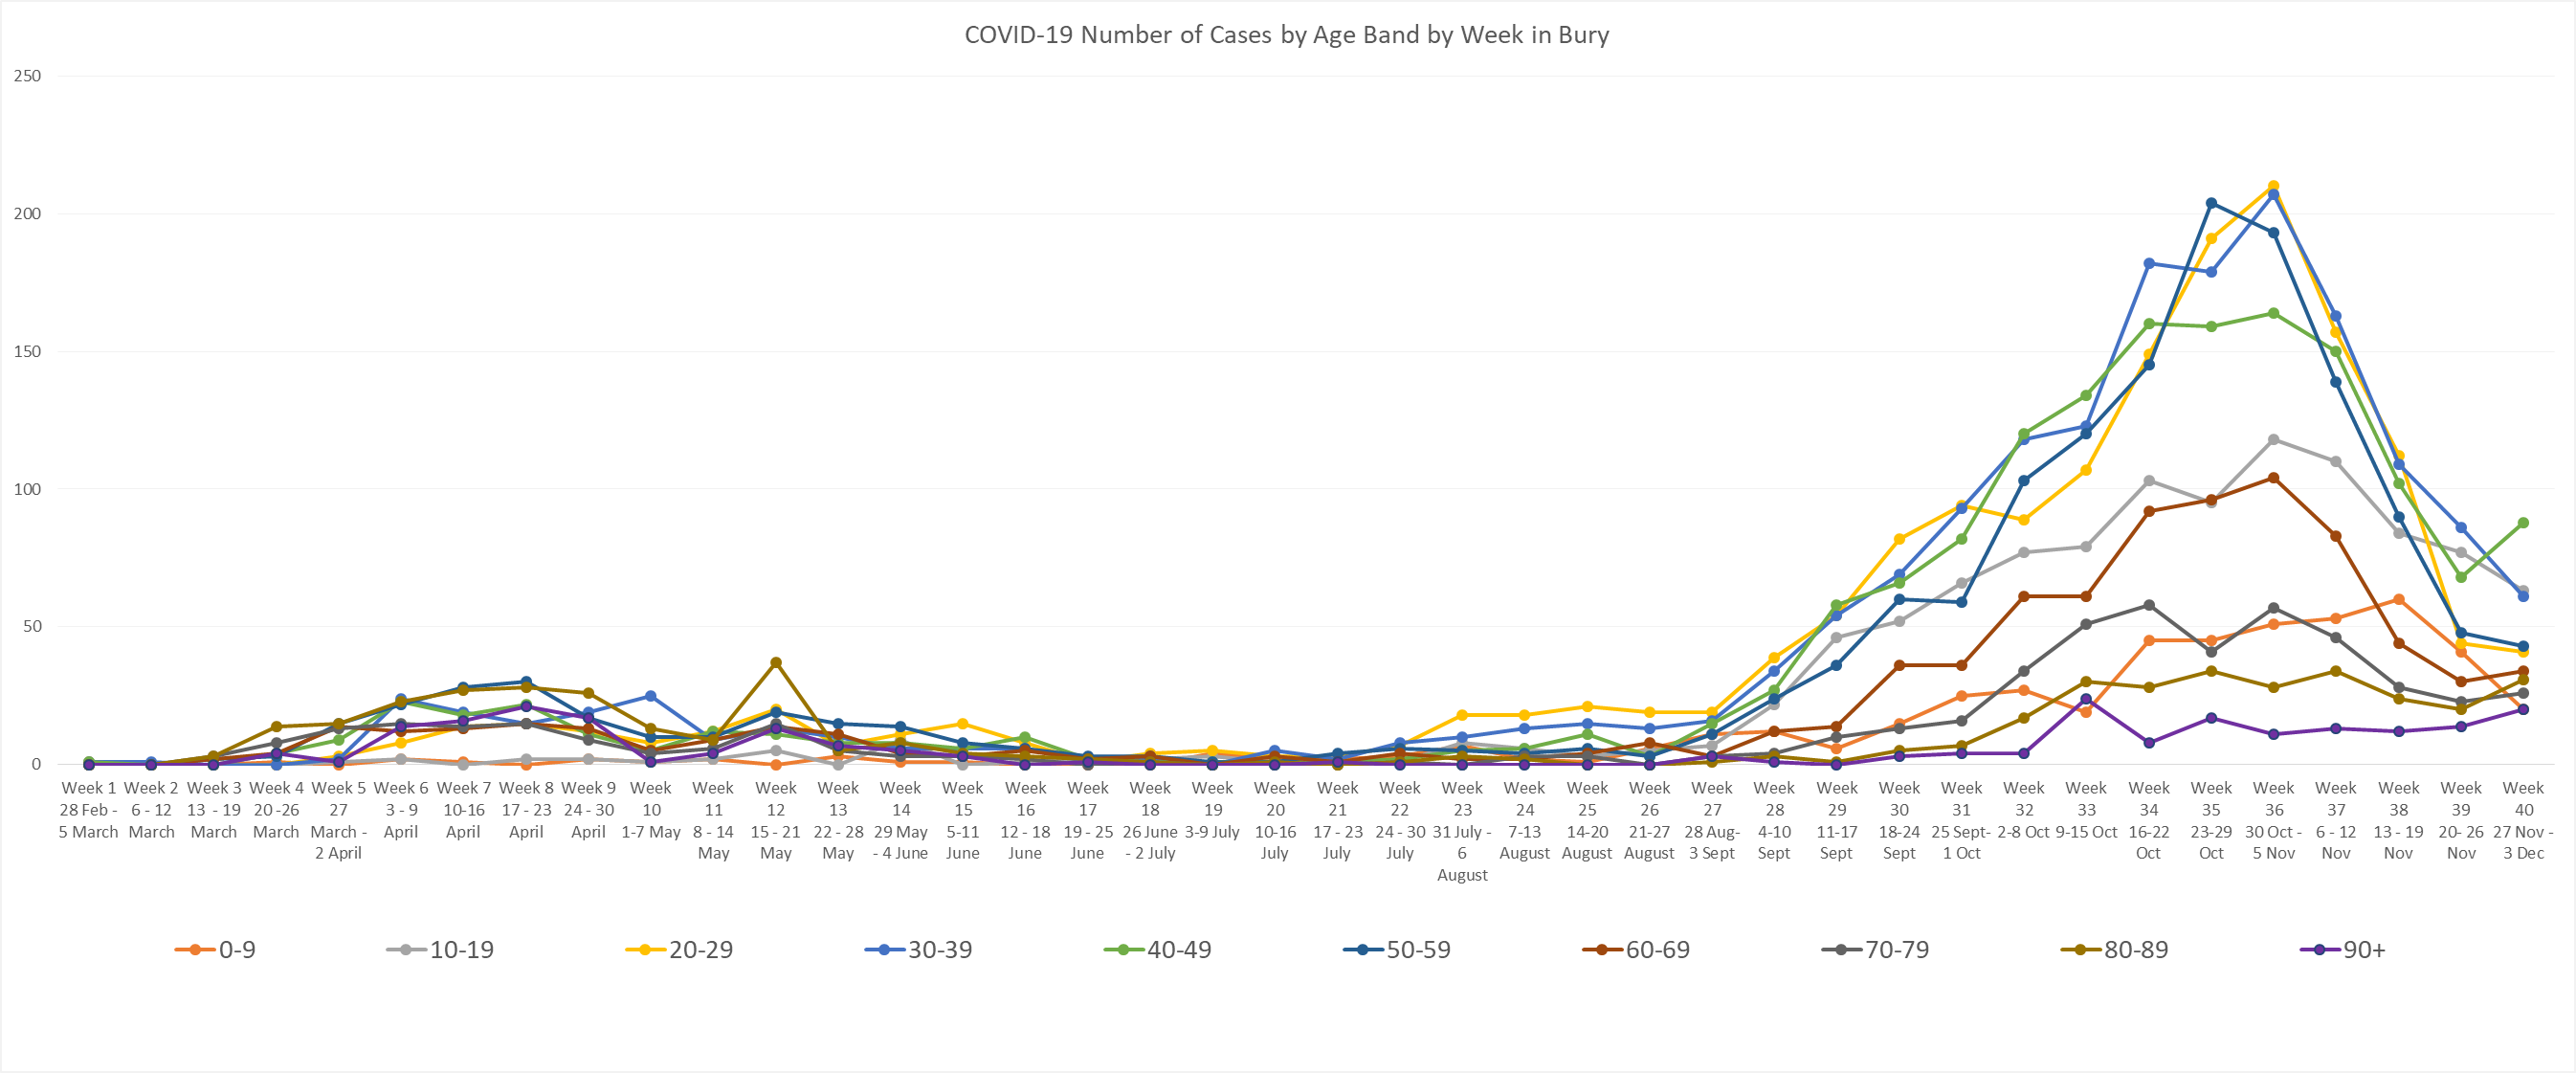 COVID-19 Number of Cases by Age Band by Week in Bury
250
200
150
100
50
0
Week 1
28 Feb -
5 March
Week 2
6 - 12
March
Week 3
13 - 19
March
Week 4
20 -26
March
Week 5
27
March -
2 April
Week 6
3 - 9
April
Week 7
10-16
April
Week 8
17 - 23
April
Week 9
24 - 30
April
Week
10
1-7 May
Week
11
8 - 14
May
Week
12
15 - 21
May
Week
13
22 - 28
May
Week
14
29 May
- 4 June
Week
15
5-11
June
Week
16
12 - 18
June
Week
17
19 - 25
June
Week
18
26 June
- 2 July
Week
19
3-9 July
Week
20
10-16
July
Week
21
17 - 23
July
Week
22
24 - 30
July
Week
23
31 July -
6
August
Week
24
7-13
August
Week
25
14-20
August
Week
26
21-27
August
Week
27
28 Aug-
3 Sept
Week
28
4-10
Sept
Week
29
11-17
Sept
Week
30
18-24
Sept
Week
31
25 Sept-
1 Oct
Week
32
2-8 Oct
Week
33
9-15 Oct
Week
34
16-22
Oct
Week
35
23-29
Oct
Week
36
30 Oct -
5 Nov
Week
37
6 - 12
Nov
Week
38
13 - 19
Nov
Week
39
20- 26
Nov
Week
40
27 Nov -
3 Dec
0-9
10-19
20-29
30-39
40-49
50-59
60-69
70-79
80-89
90+